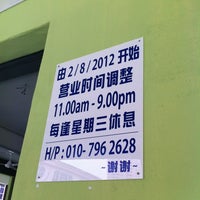 由 2/8/2012 开始
营业时间调整
11.00am - 9.00pm
每逢星期三休息
H/P : 010- 796 2628
~ 谢谢 ~